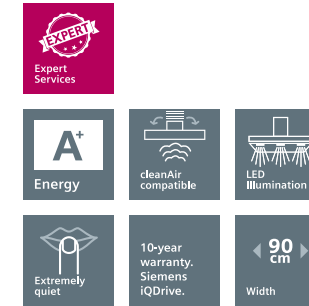 EXPERT
Expert
Services
A+
Energy
cleanAir
compatible
LED
Illumination
Extremely
quiet
10-year
warranty.
Siemens
iQDrive.
90
cm
Width